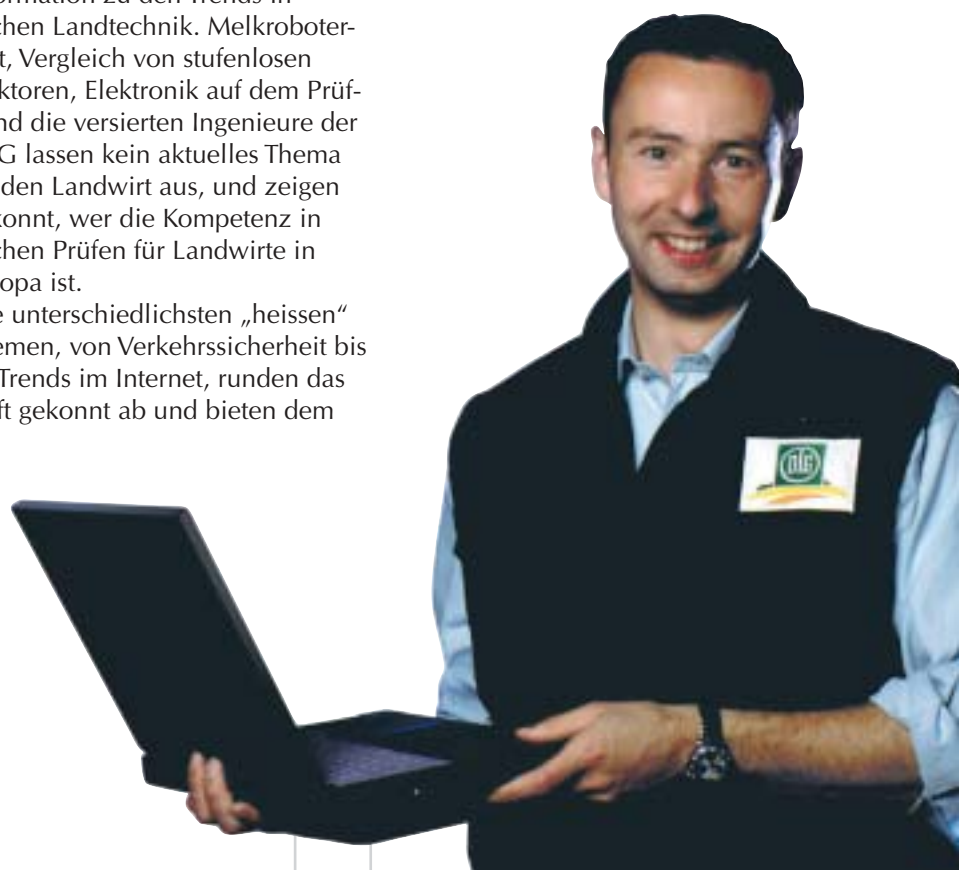 ormation zu den Trends in
chen Landtechnik. Melkroboter-
t, Vergleich von stufenlosen
ktoren, Elektronik auf dem Prüf-
nd die versierten Ingenieure der
G lassen kein aktuelles Thema
den Landwirt aus, und zeigen
konnt, wer die Kompetenz in
chen Prüfen für Landwirte in
opa ist.
e unterschiedlichsten „heissen“
emen, von Verkehrssicherheit bis
Trends im Internet, runden das
ft gekonnt ab und bieten dem
DLG